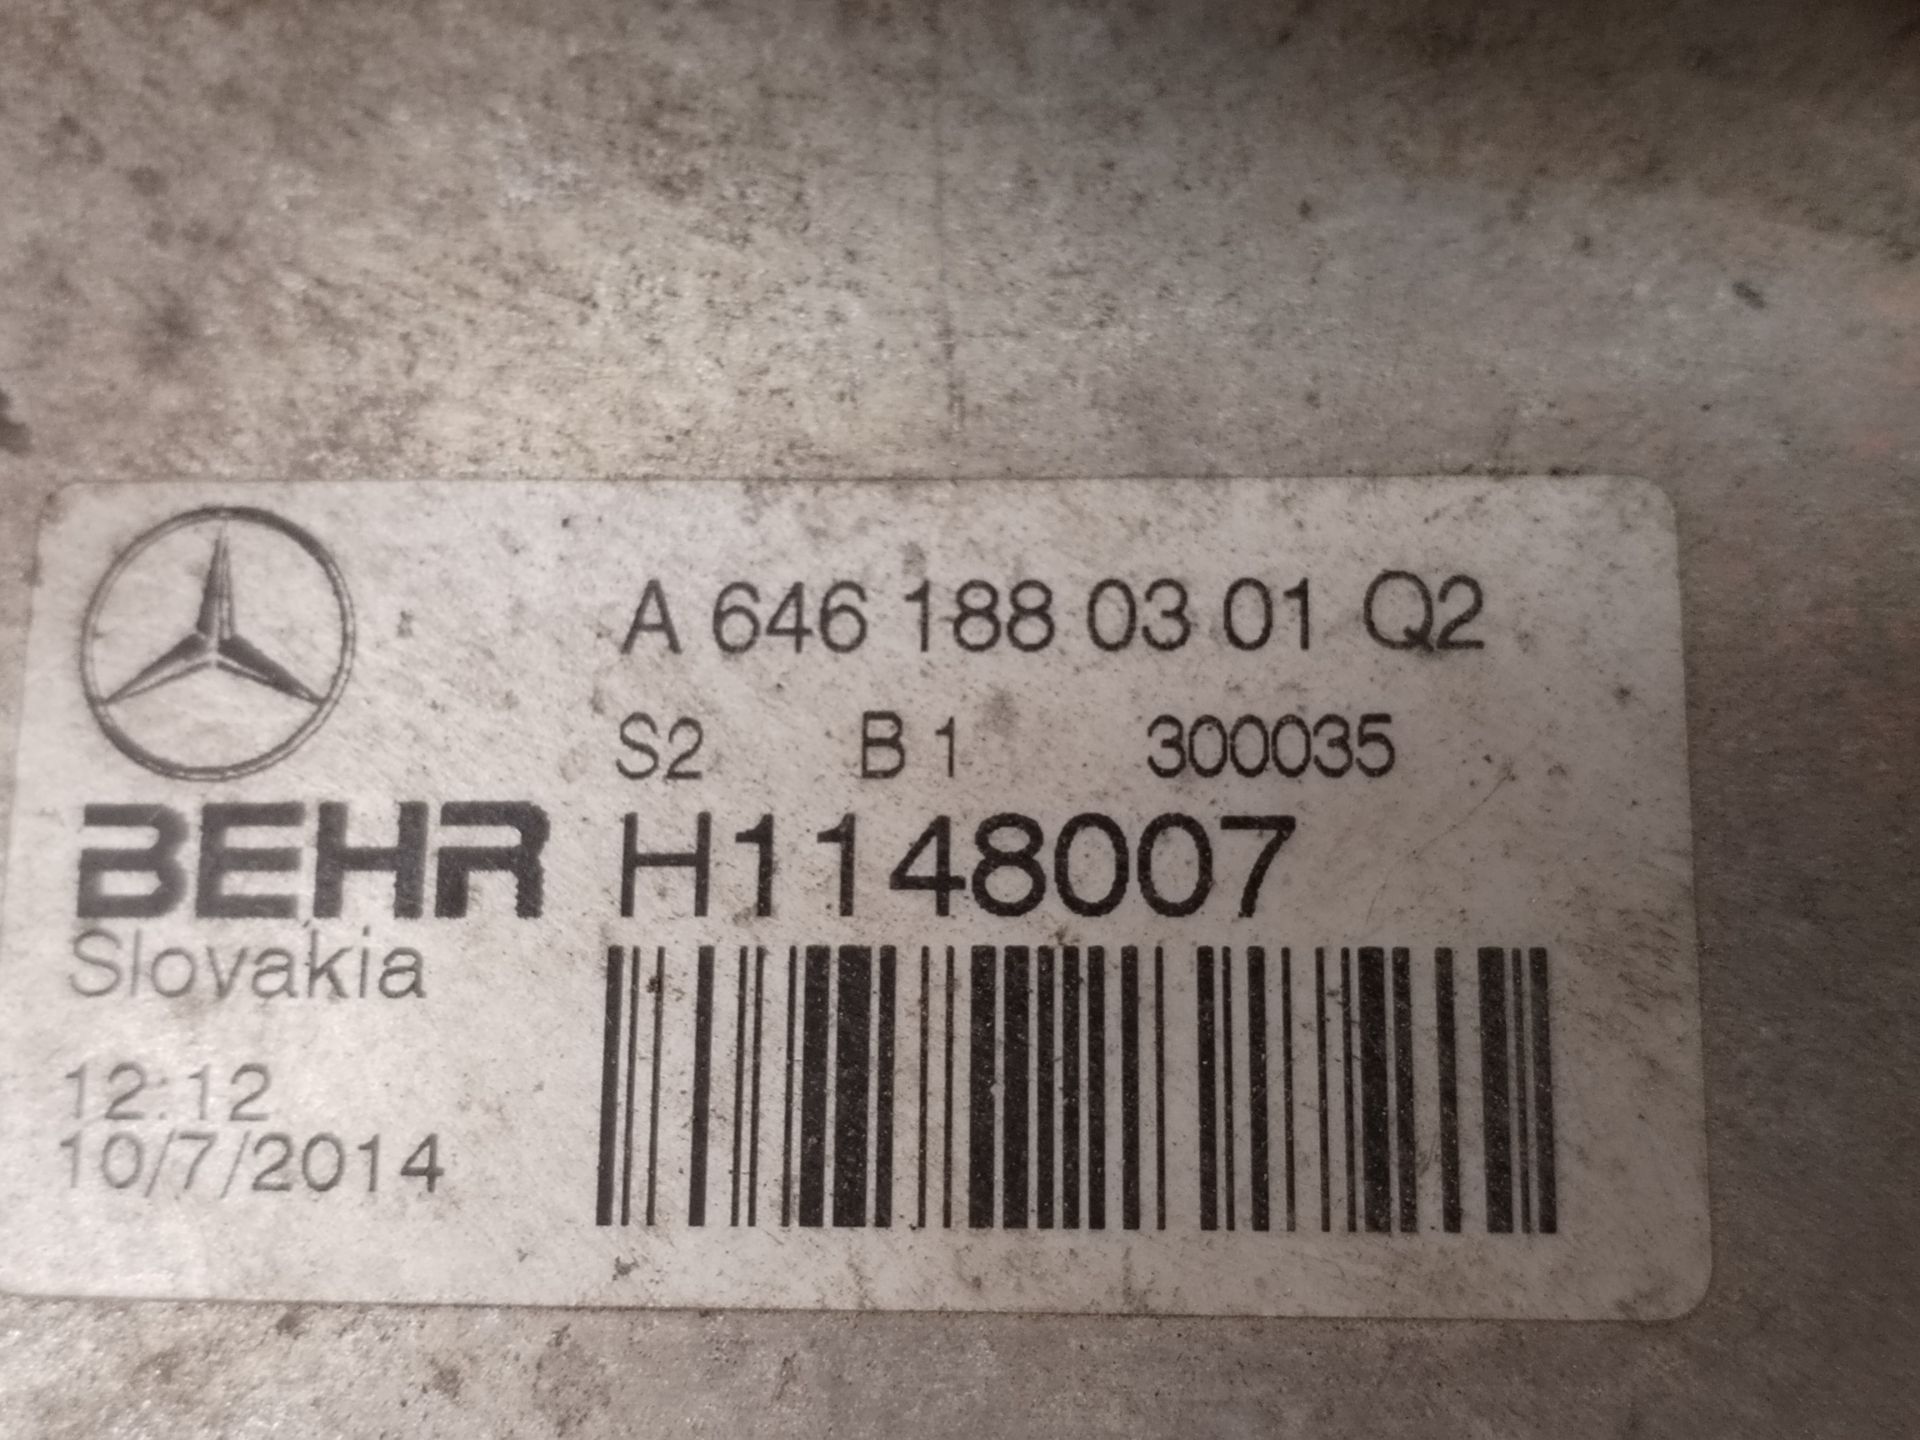 A 646 188 03 01 Q2
S2 B 1 300035
BEHR H1148007
Slovakia
12:12
10/7/2014